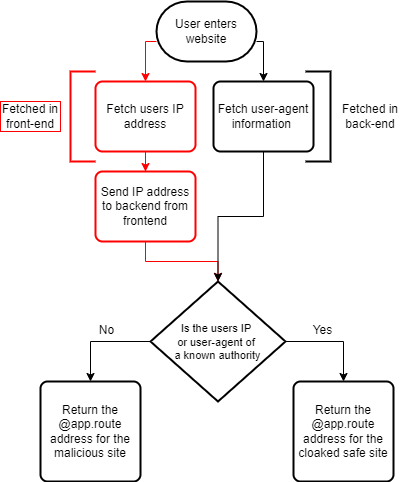 User enters
website
Fetched in
front-end
Fetch users IP
address
Fetch user-agent
information
Fetched in
back-end
Send IP address
to backend from
frontend
Is the users IP
or user-agent of
a known authority
No
Yes
Return the
@app.route
address for the
malicious site
Return the
@app.route
address for the
cloaked safe site